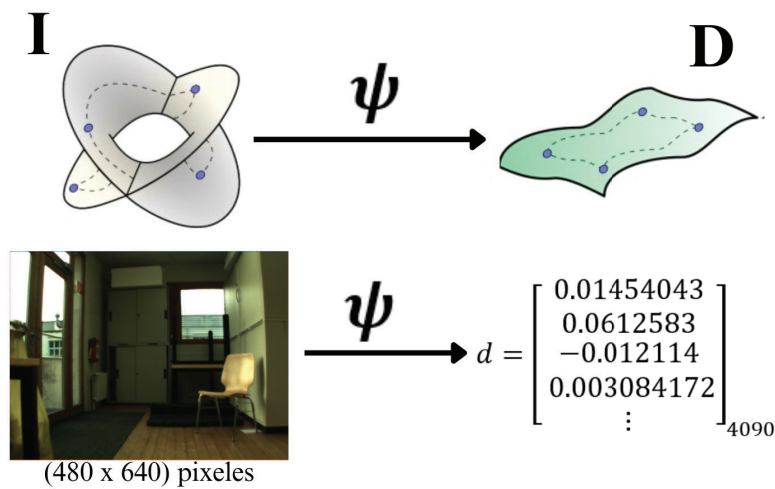 I
ψ
D
ψ
d =
0.01454043
0.0612583
−0.012114
0.003084172
⋮
4090
(480 x 640) pixeles